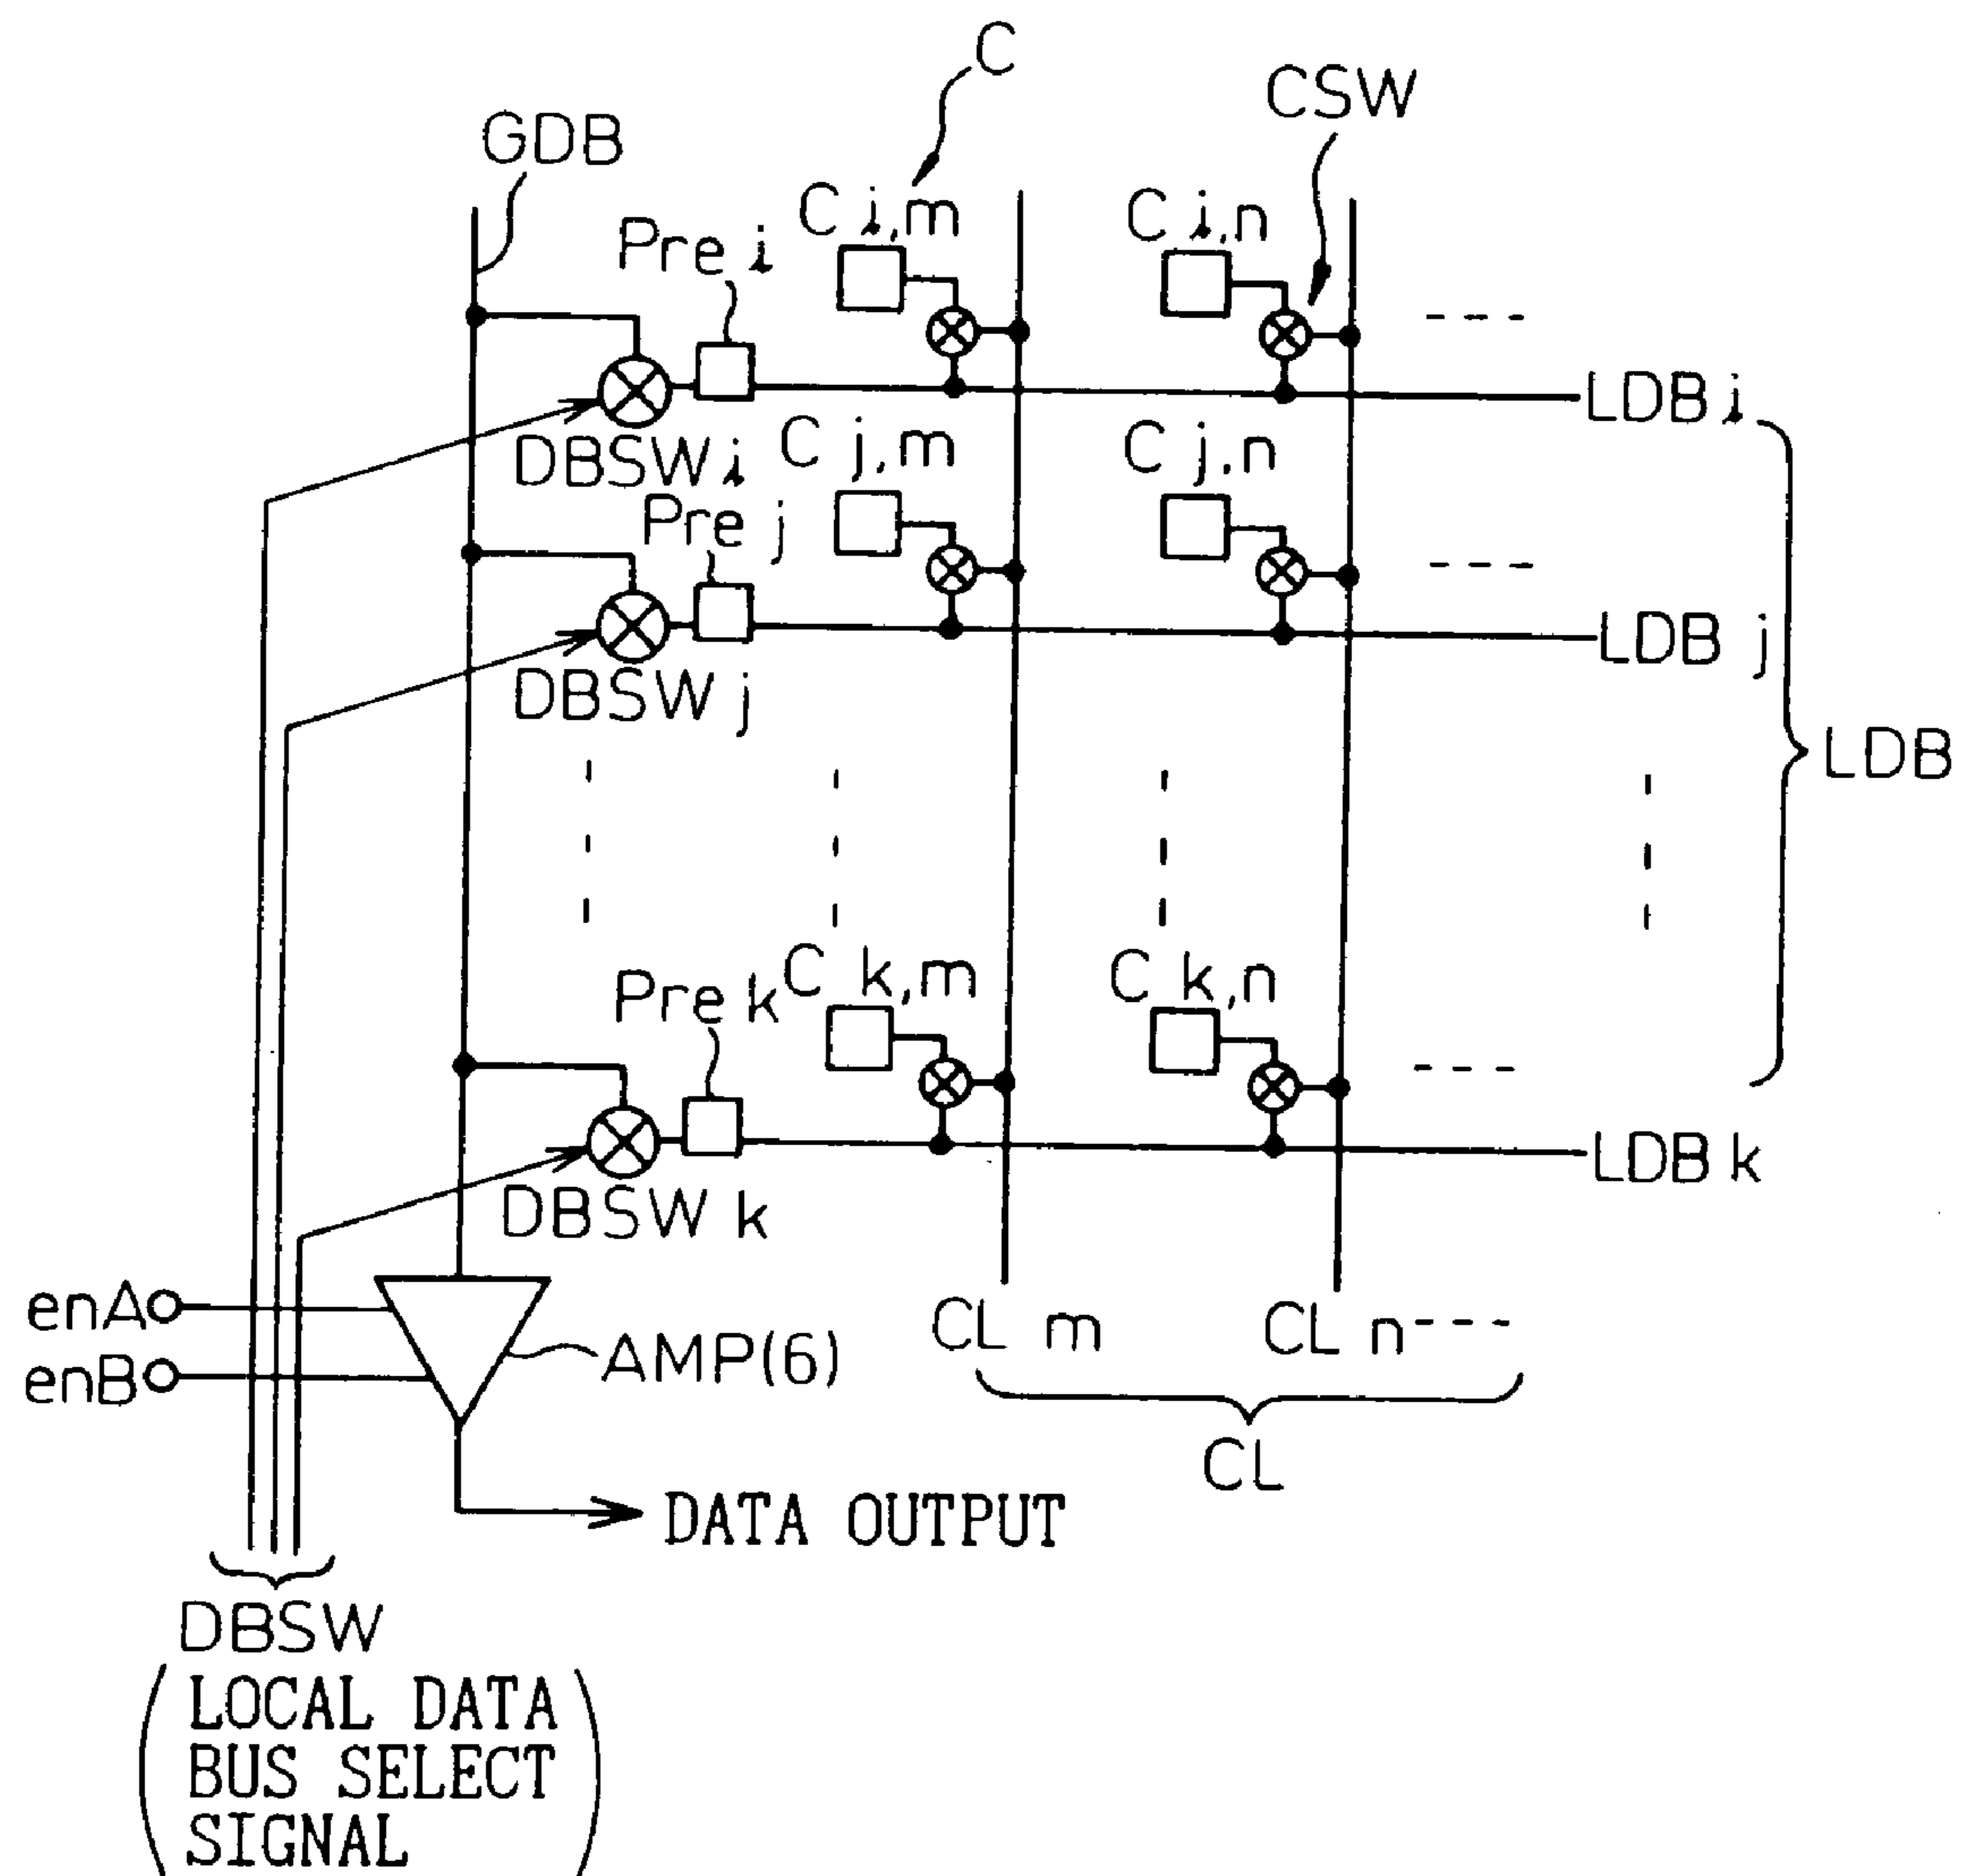 C
CSW
GDB
C i,m
C i,n
Pre i
LDB i
DBSW i
C j,m
C j,n
Pre j
LDB j
DBSW j
LDB
C k,m
C k,n
Pre k
LDB k
DBSW k
enA
enB
AMP(6)
CL m
CL n
CL
DATA OUTPUT
DBSW
LOCAL DATA
BUS SELECT
SIGNAL